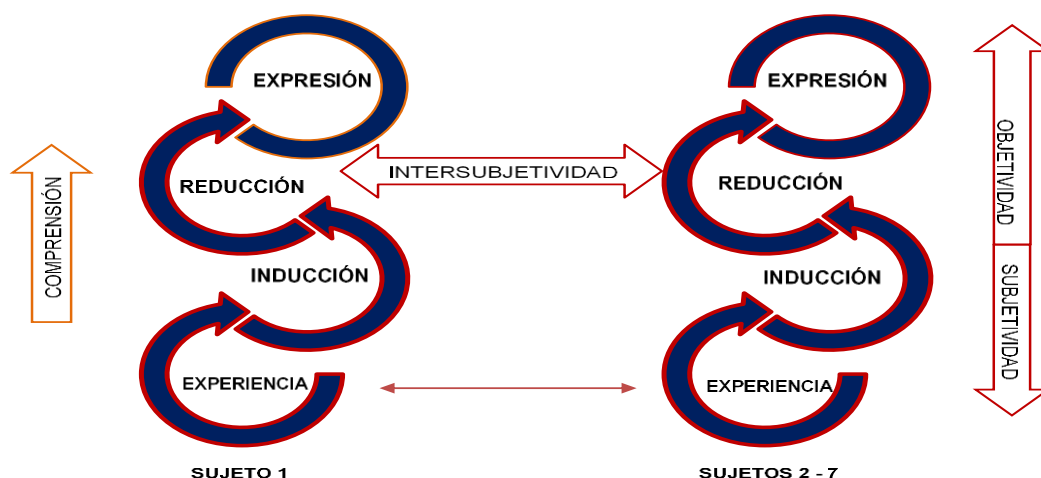 EXPRESIÓN
EXPRESIÓN
OBJETIVIDAD
INTERSUBJETIVIDAD
REDUCCIÓN
REDUCCIÓN
COMPRENSIÓN
INDUCCIÓN
INDUCCIÓN
SUBJETIVIDAD
EXPERIENCIA
EXPERIENCIA
SUJETO 1
SUJETOS 2 - 7